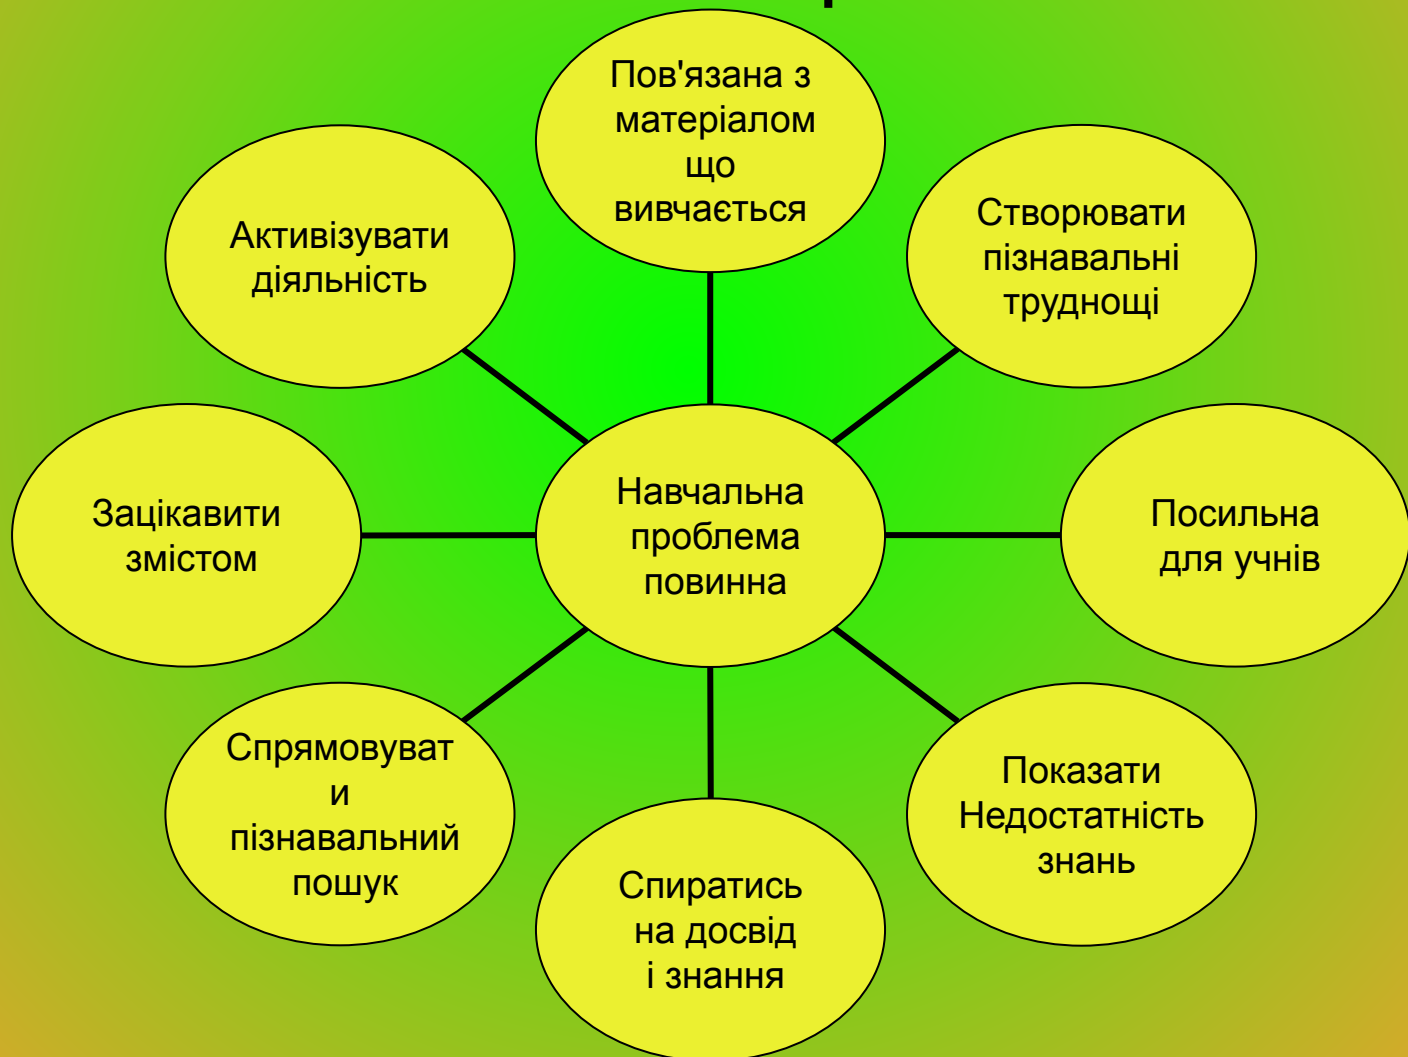 Пов'язана з
матеріалом
що
вивчається
Створювати
пізнавальні
труднощі
Посильна
для учнів
Показати
Недостатність
знань
Спиратись
на досвід
і знання
Спрямовуват
и
пізнавальний
пошук
Зацікавити
змістом
Активізувати
діяльність
Навчальна
проблема
повинна